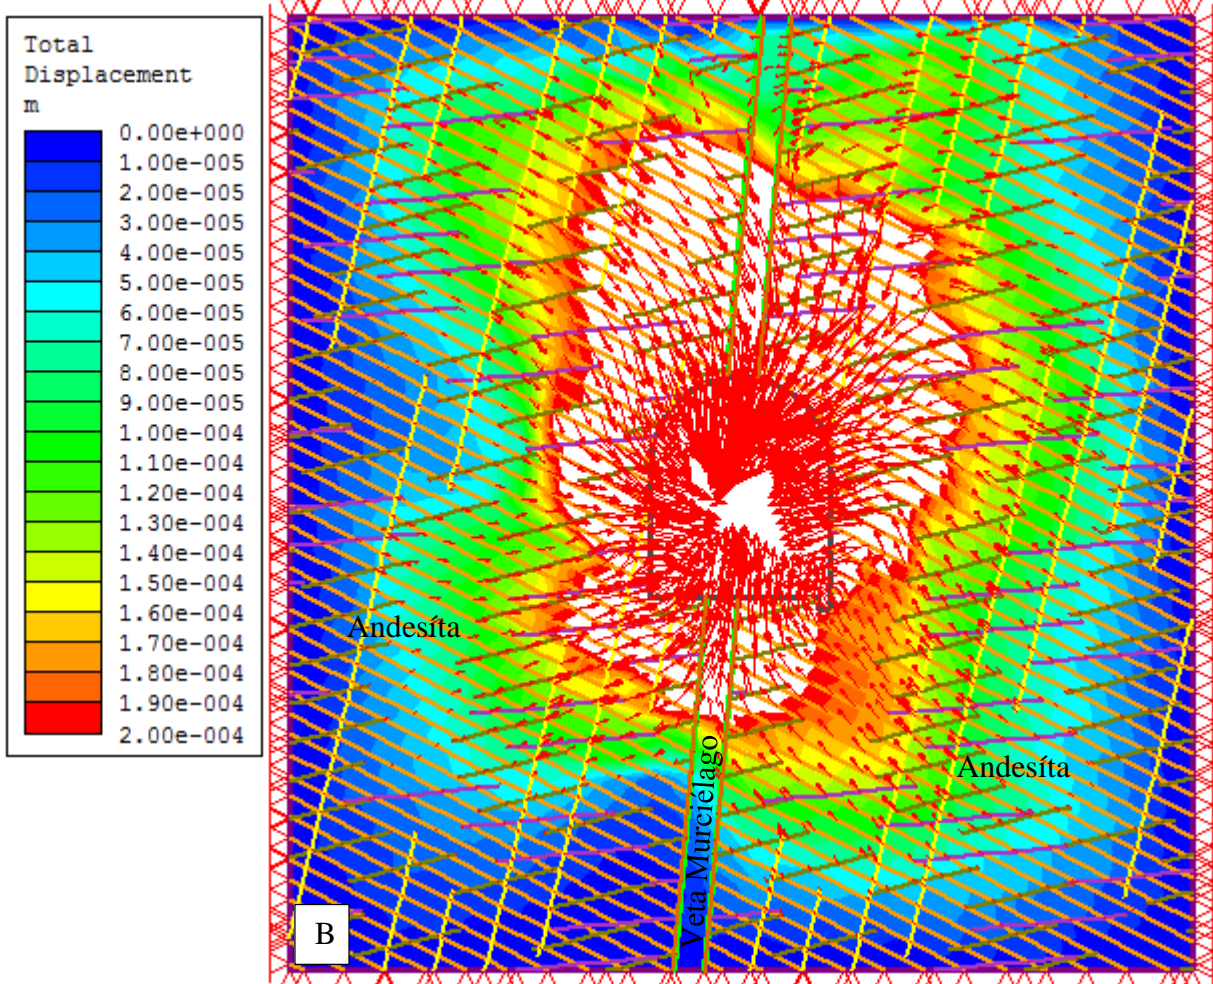 Total
Displacement
m
0.00e+000
1.00e-005
2.00e-005
3.00e-005
4.00e-005
5.00e-005
6.00e-005
7.00e-005
8.00e-005
9.00e-005
1.00e-004
1.10e-004
1.20e-004
1.30e-004
1.40e-004
1.50e-004
1.60e-004
1.70e-004
1.80e-004
1.90e-004
2.00e-004
Andesíta
Veta Murciélago
Andesíta
B